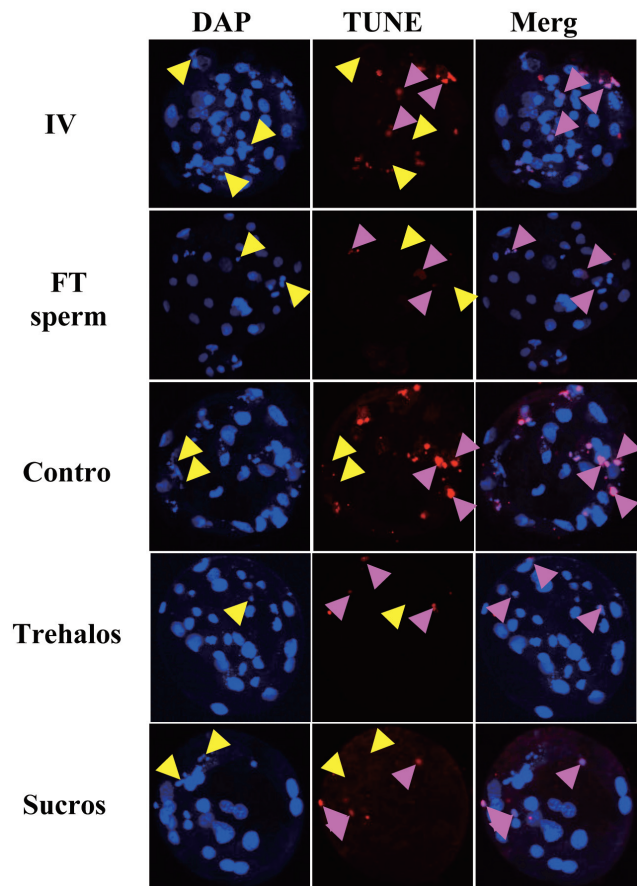 DAP TUNE Merg
IV
FT
sperm
Contro
Trehalos
Sucros